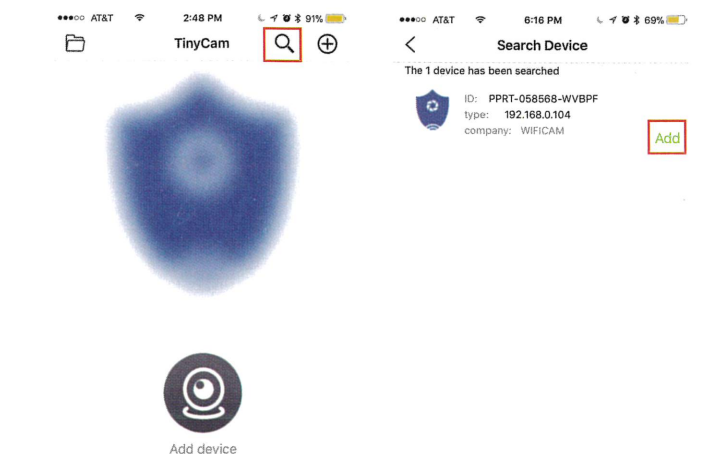 AT&T 2:48 PM 91%
TinyCam
Add device
AT&T 6:16 PM 69%
Search Device
The 1 device has been searched
ID: PPRT-058568-WVBPF
type: 192.168.0.104
company: WIFICAM
Add